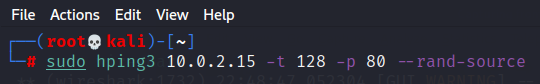 File Actions Edit View Help
┌──(root💀kali)-[~]
└─# sudo hping3 10.0.2.15 -t 128 -p 80 --rand-source